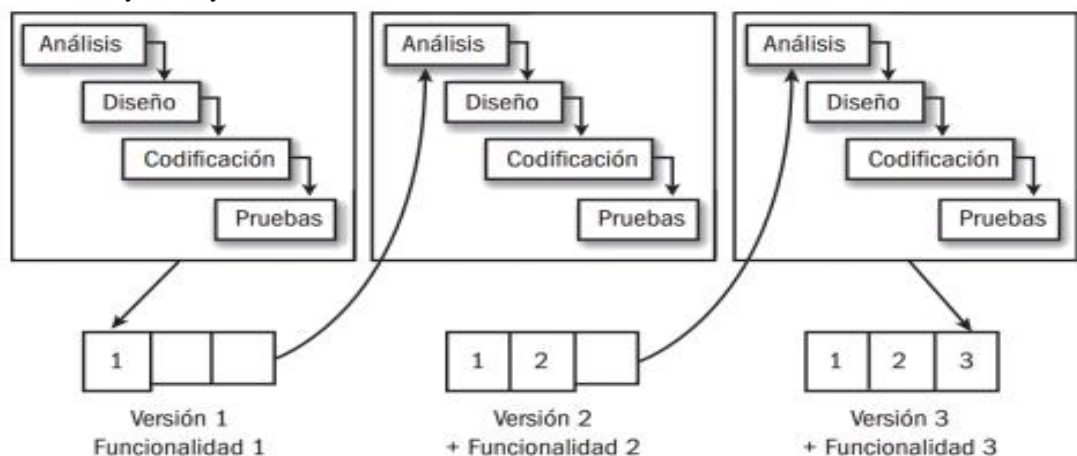 Análisis
Diseño
Codificación
Pruebas
Análisis
Diseño
Codificación
Pruebas
Análisis
Diseño
Codificación
Pruebas
1
1 2
1 2 3
Versión 1
Funcionalidad 1
Versión 2
+ Funcionalidad 2
Versión 3
+ Funcionalidad 3